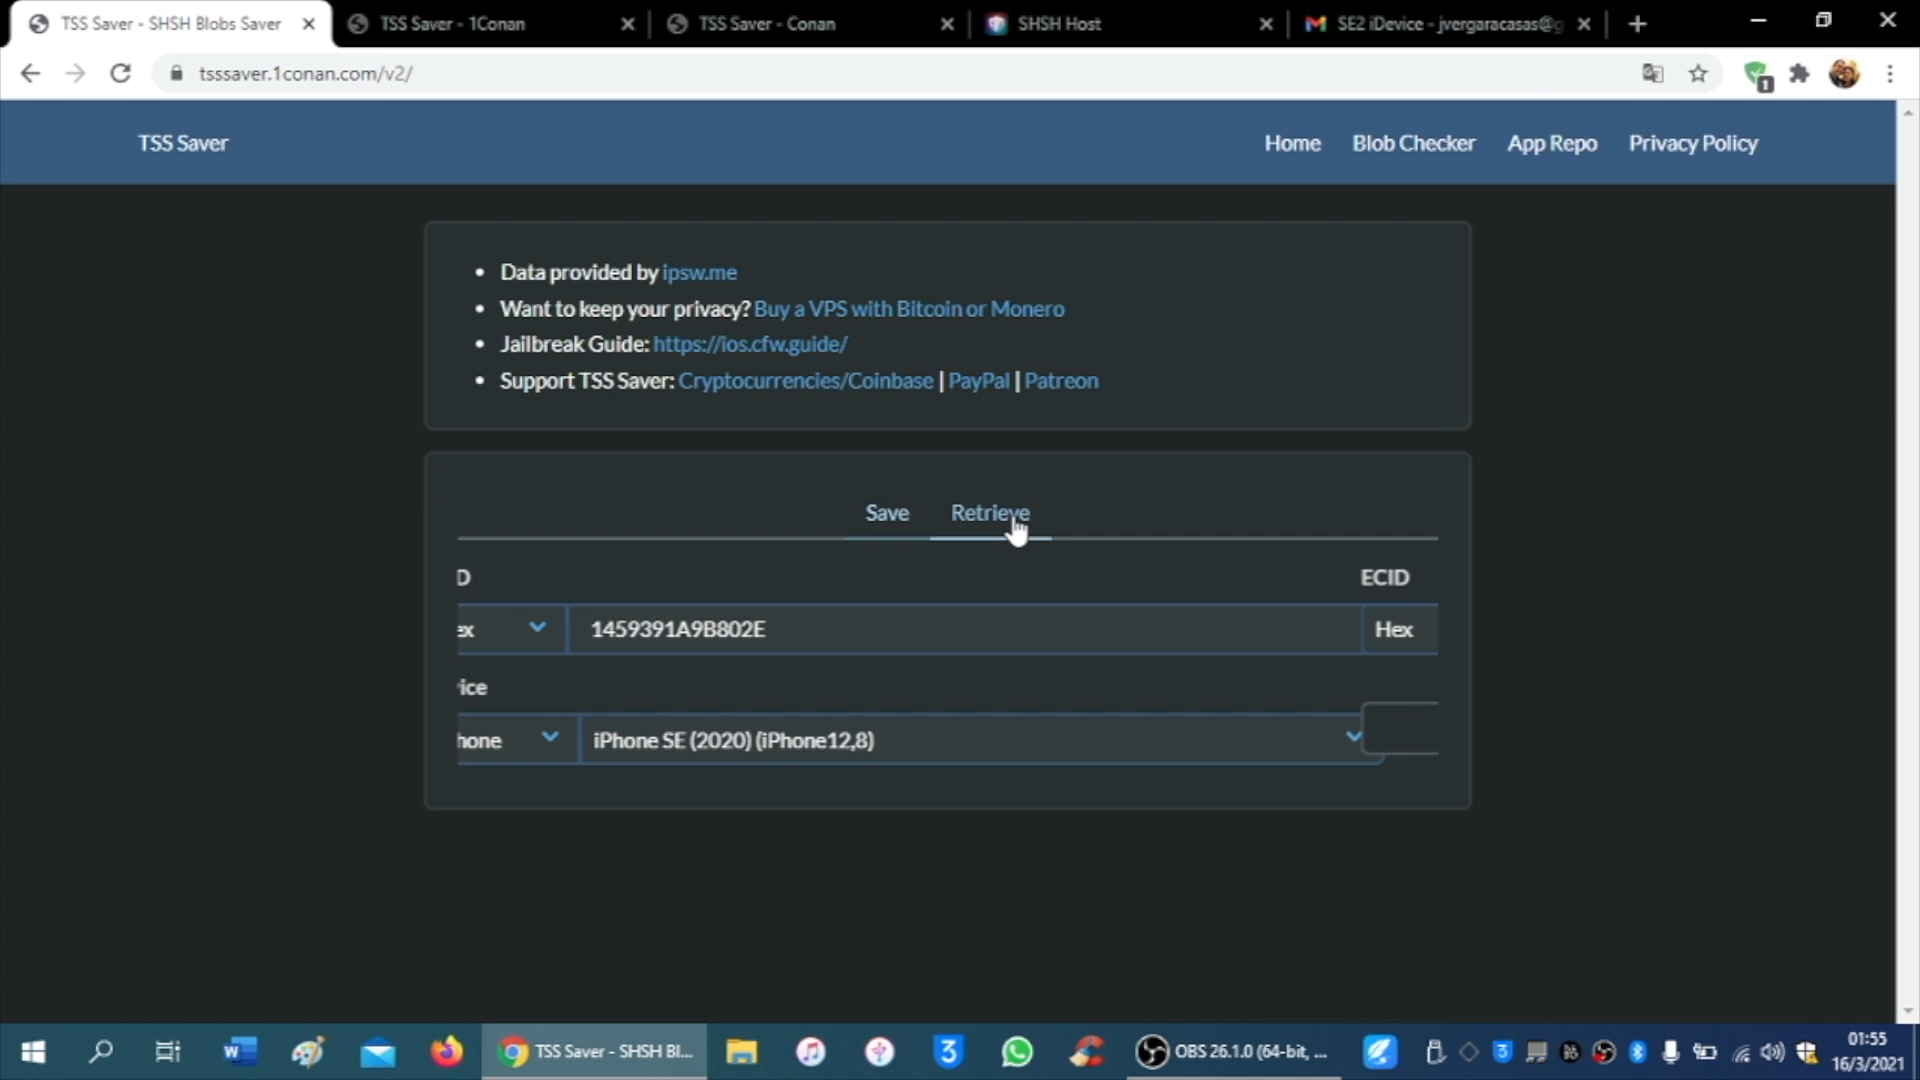 TSS Saver - SHSH Blobs Saver
TSS Saver - 1Conan
TSS Saver - Conan
SHSH Host
SE2 iDevice - jvergaracasas@g
tsssaver.1conan.com/v2/
1
TSS Saver
Home
Blob Checker
App Repo
Privacy Policy
Data provided by ipsw.me
Want to keep your privacy? Buy a VPS with Bitcoin or Monero
Jailbreak Guide: https://ios.cfw.guide/
Support TSS Saver: Cryptocurrencies/Coinbase | PayPal | Patreon
Save
Retrieve
D
ECID
ex
1459391A9B802E
Hex
ice
hone
iPhone SE (2020) (iPhone12,8)
TSS Saver - SHSH Bl...
OBS 26.1.0 (64-bit, ...
01:55
16/3/2021